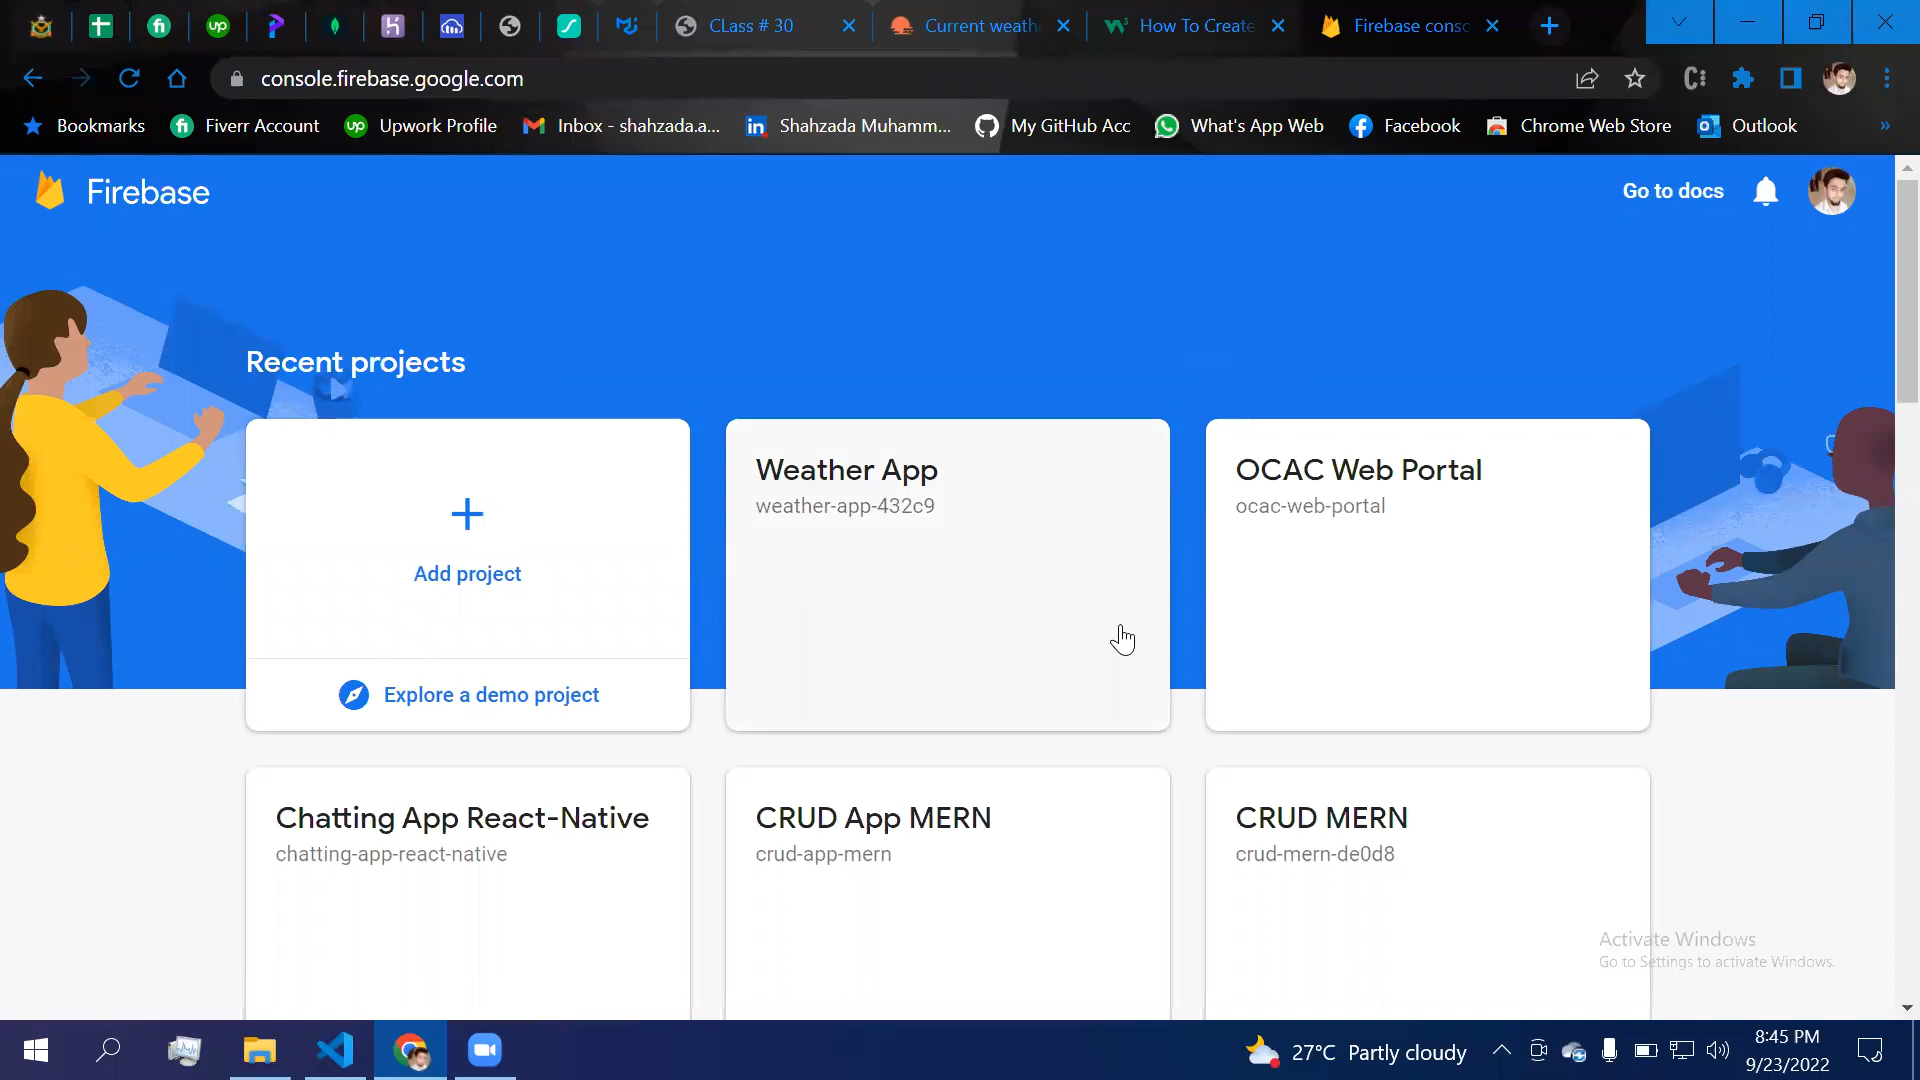 CLass # 30
Current weath
How To Create
Firebase conso
console.firebase.google.com
Bookmarks
Fiverr Account
Upwork Profile
Inbox - shahzada.a...
Shahzada Muhamm...
My GitHub Acc
What's App Web
Facebook
Chrome Web Store
Outlook
Firebase
Go to docs
Recent projects
Add project
Explore a demo project
Weather App
weather-app-432c9
OCAC Web Portal
ocac-web-portal
Chatting App React-Native
chatting-app-react-native
CRUD App MERN
crud-app-mern
CRUD MERN
crud-mern-de0d8
Activate Windows
Go to Settings to activate Windows.
27°C Partly cloudy
8:45 PM
9/23/2022